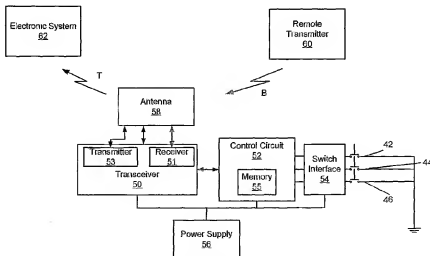 Electronic System
62
Remote
Transmitter
60
T
B
Antenna
58
Transmitter
53
Receiver
51
Transceiver
50
Control Circuit
52
Memory
55
Switch
Interface
54
42
44
46
Power Supply
56